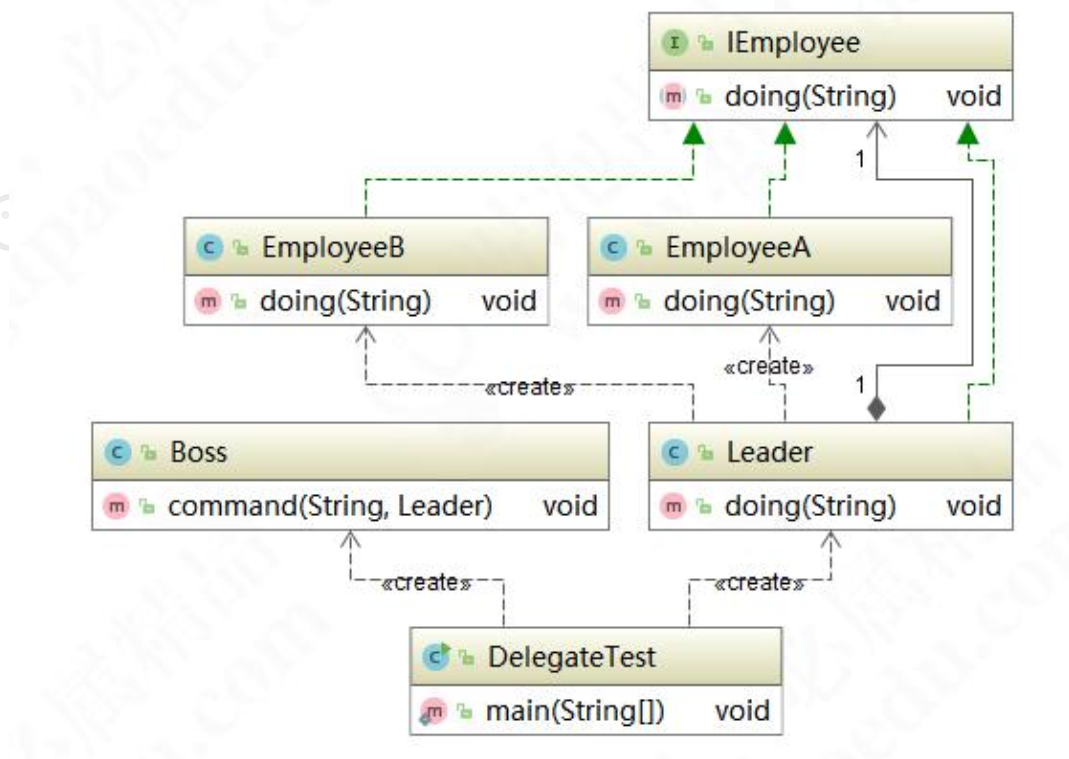 IEmployee
doing(String) void
1
EmployeeB
doing(String) void
EmployeeA
doing(String) void
«create»
«create»
1
Boss
command(String, Leader) void
Leader
doing(String) void
«create»
«create»
DelegateTest
main(String[]) void